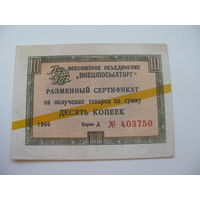 ВСЕСОЮЗНОЕ ОБЪЕДИНЕНИЕ
"ВНЕШПОСЫЛТОРГ"
РАЗМЕННЫЙ СЕРТИФИКАТ
на получение товаров на сумму
ДЕСЯТЬ КОПЕЕК
1966 Серия Д № 403750